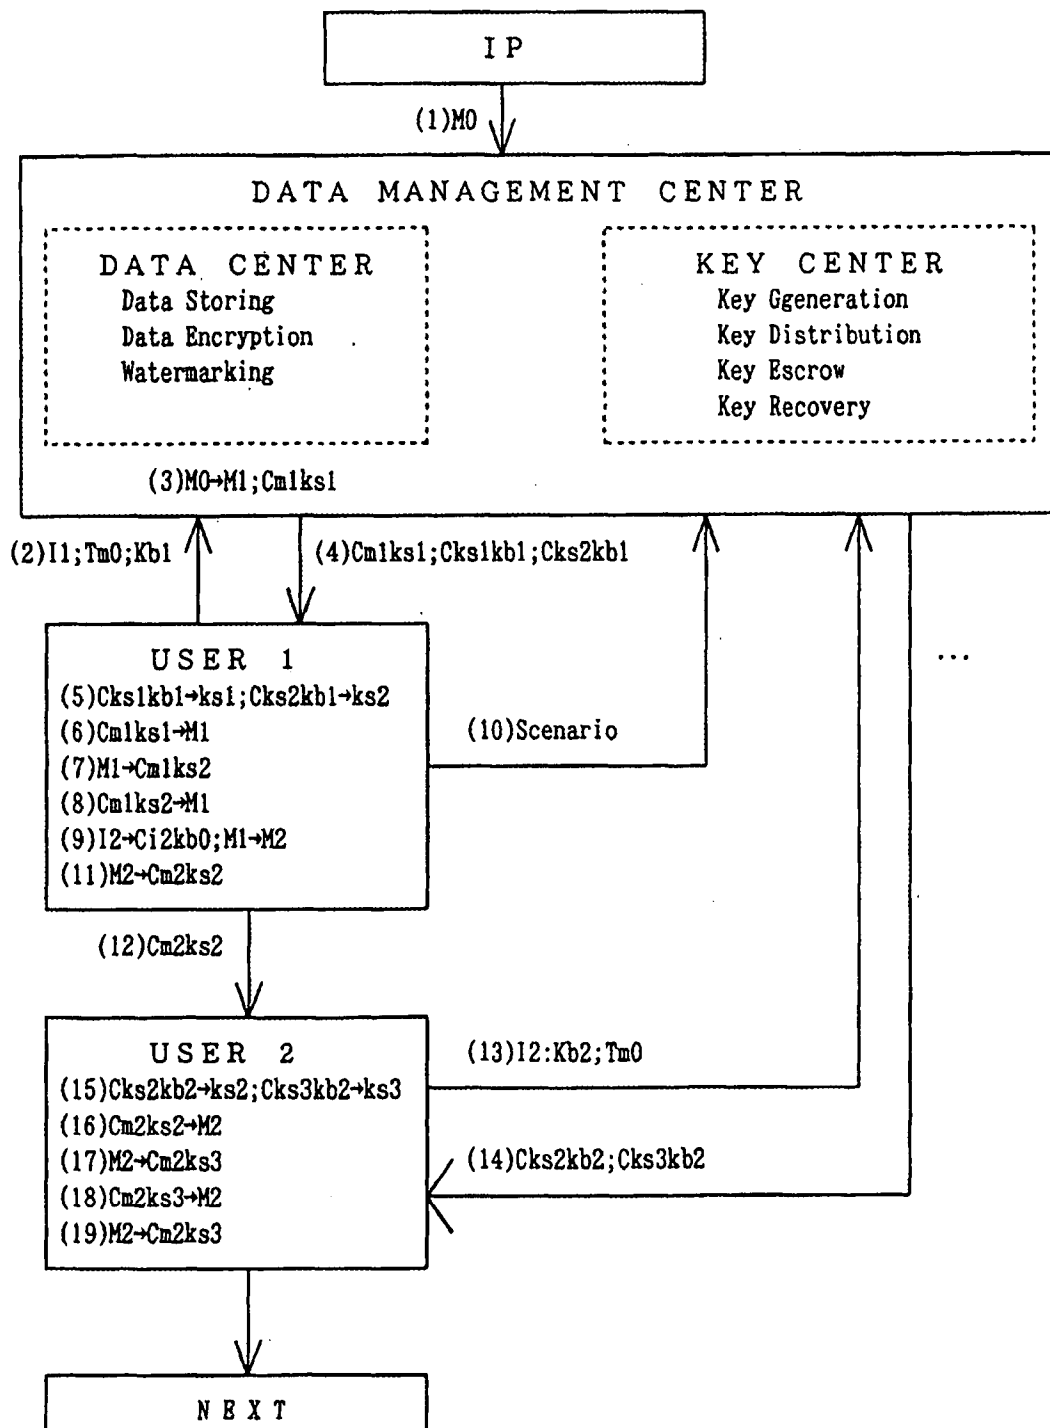 IP
(1)M0
DATA MANAGEMENT CENTER
DATA CENTER
Data Storing
Data Encryption
Watermarking
KEY CENTER
Key Ggeneration
Key Distribution
Key Escrow
Key Recovery
(3)M0→M1;Cm1ks1
(2)I1;Tm0;Kb1
(4)Cm1ks1;Cks1kb1;Cks2kb1
USER 1
(5)Cks1kb1→ks1;Cks2kb1→ks2
(6)Cm1ks1→M1
(7)M1→Cm1ks2
(8)Cm1ks2→M1
(9)I2→Ci2kb0;M1→M2
(11)M2→Cm2ks2
(10)Scenario
...
(12)Cm2ks2
USER 2
(15)Cks2kb2→ks2;Cks3kb2→ks3
(16)Cm2ks2→M2
(17)M2→Cm2ks3
(18)Cm2ks3→M2
(19)M2→Cm2ks3
(13)I2:Kb2;Tm0
(14)Cks2kb2;Cks3kb2
NEXT